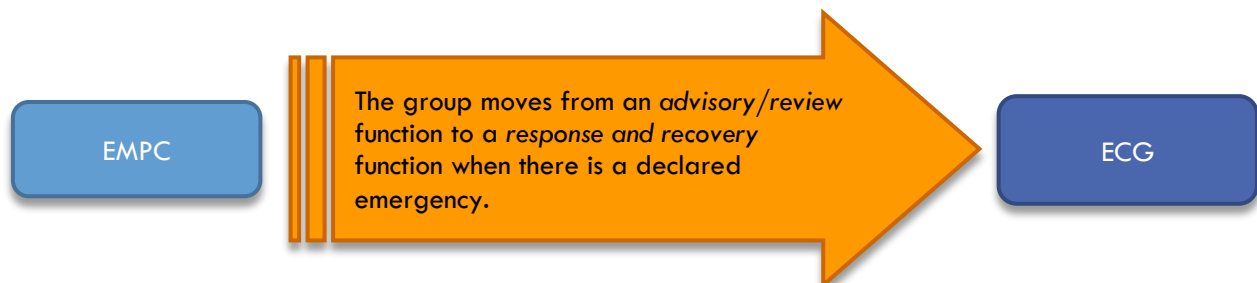 EMPC
The group moves from an advisory/review
function to a response and recovery
function when there is a declared
emergency.
ECG